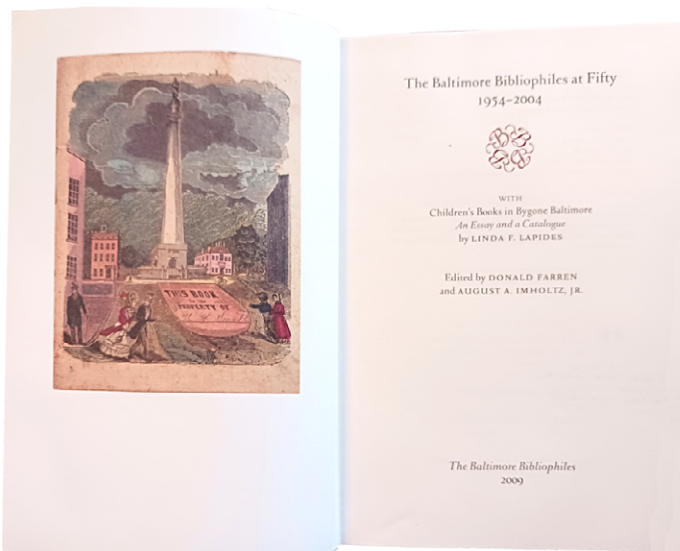 THIS BOOK
PROPERTY OF
The Baltimore Bibliophiles at Fifty
1954–2004
WITH
Children's Books in Bygone Baltimore
An Essay and a Catalogue
by LINDA F. LAPIDES
Edited by DONALD FARREN
and AUGUST A. IMHOLTZ, JR.
The Baltimore Bibliophiles
2009